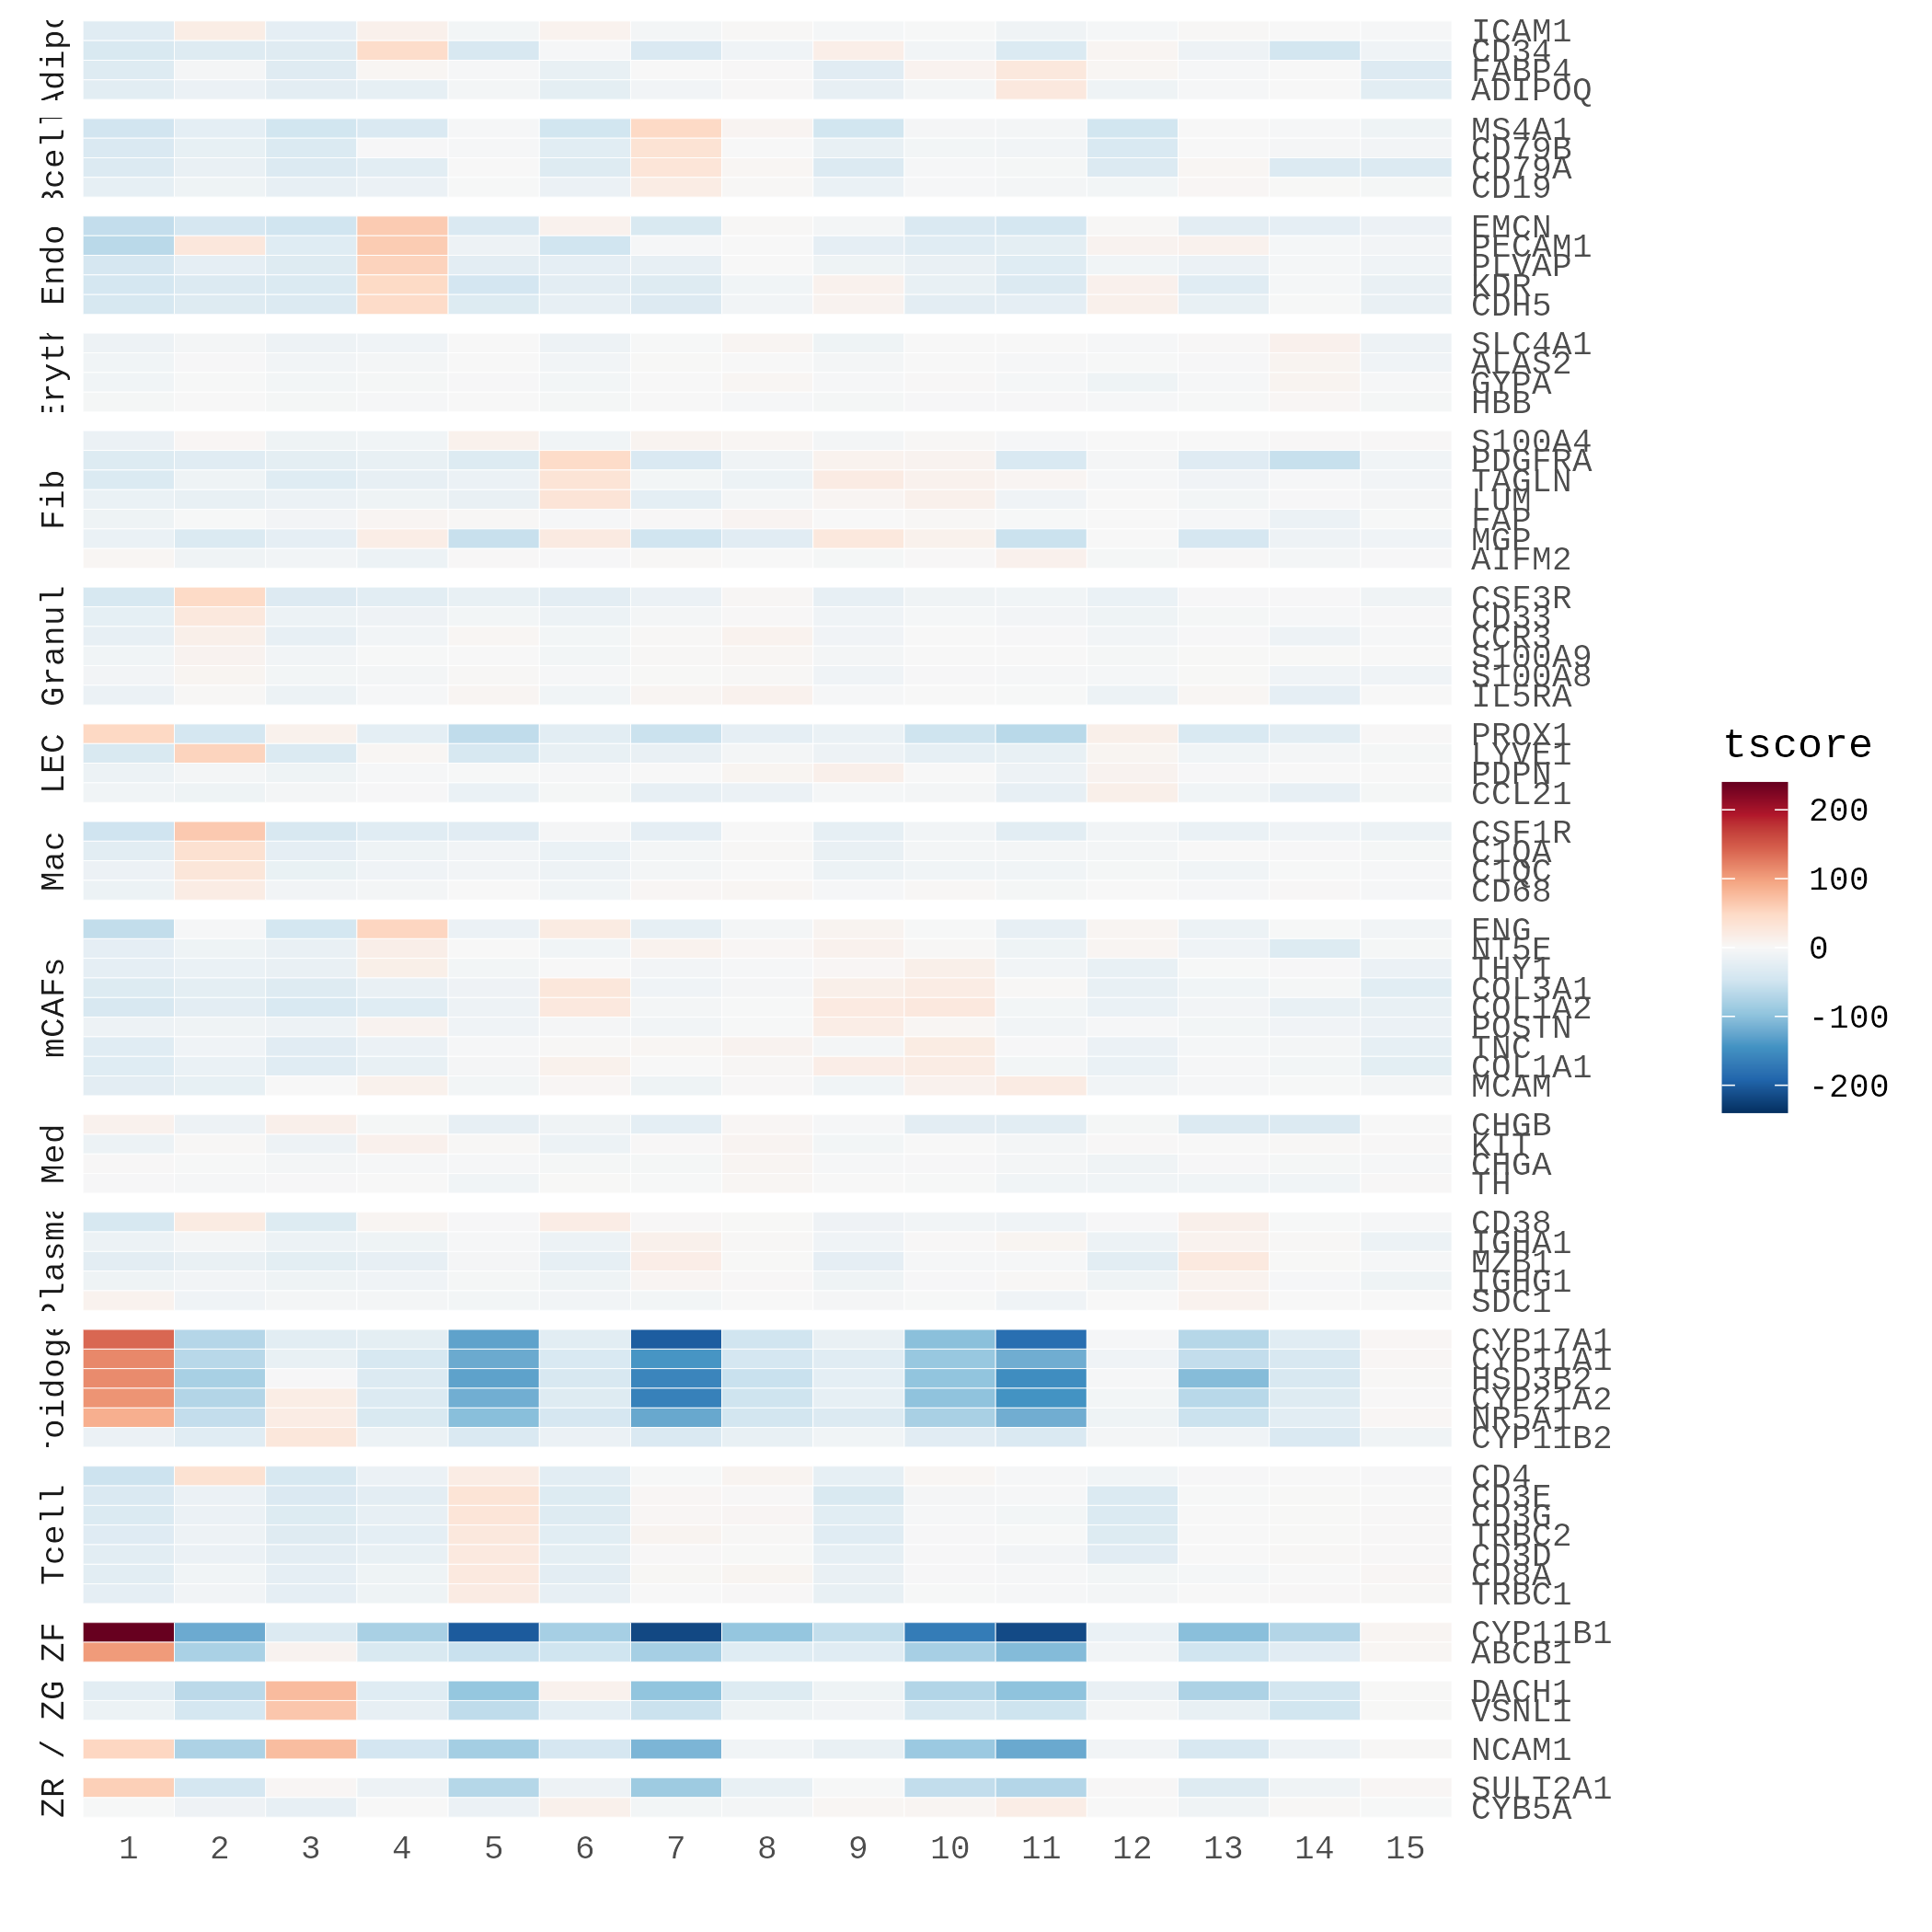 Adipo
ICAM1
CD34
FABP4
ADIPOQ
Bcell
MS4A1
CD79B
CD79A
CD19
Endo
EMCN
PECAM1
PLVAP
KDR
CDH5
Eryth
SLC4A1
ALAS2
GYPA
HBB
Fib
S100A4
PDGFRA
TAGLN
LUM
FAP
MGP
AIFM2
Granul
CSF3R
CD33
CCR3
S100A9
S100A8
IL5RA
LEC
PROX1
LYVE1
PDPN
CCL21
Mac
CSF1R
C1QA
C1QC
CD68
mCAFs
ENG
NT5E
THY1
COL3A1
COL1A2
POSTN
TNC
COL1A1
MCAM
Med
CHGB
KIT
CHGA
TH
Plasma
CD38
IGHA1
MZB1
IGHG1
SDC1
roidoge
CYP17A1
CYP11A1
HSD3B2
CYP21A2
NR5A1
CYP11B2
Tcell
CD4
CD3E
CD3G
TRBC2
CD3D
CD8A
TRBC1
ZF
CYP11B1
ABCB1
ZG
DACH1
VSNL1
/
NCAM1
ZR
SULT2A1
CYB5A
1 2 3 4 5 6 7 8 9 10 11 12 13 14 15
tscore
200
100
0
-100
-200